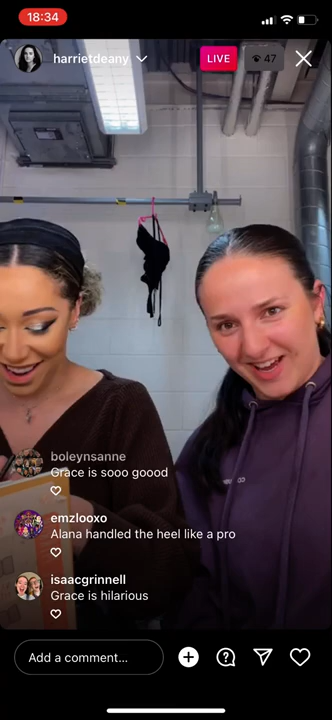 18:34
harrietdeany
LIVE
47
boleynsanne
Grace is sooo goood
emzlooxo
Alana handled the heel like a pro
isaacgrinnell
Grace is hilarious
Add a comment...